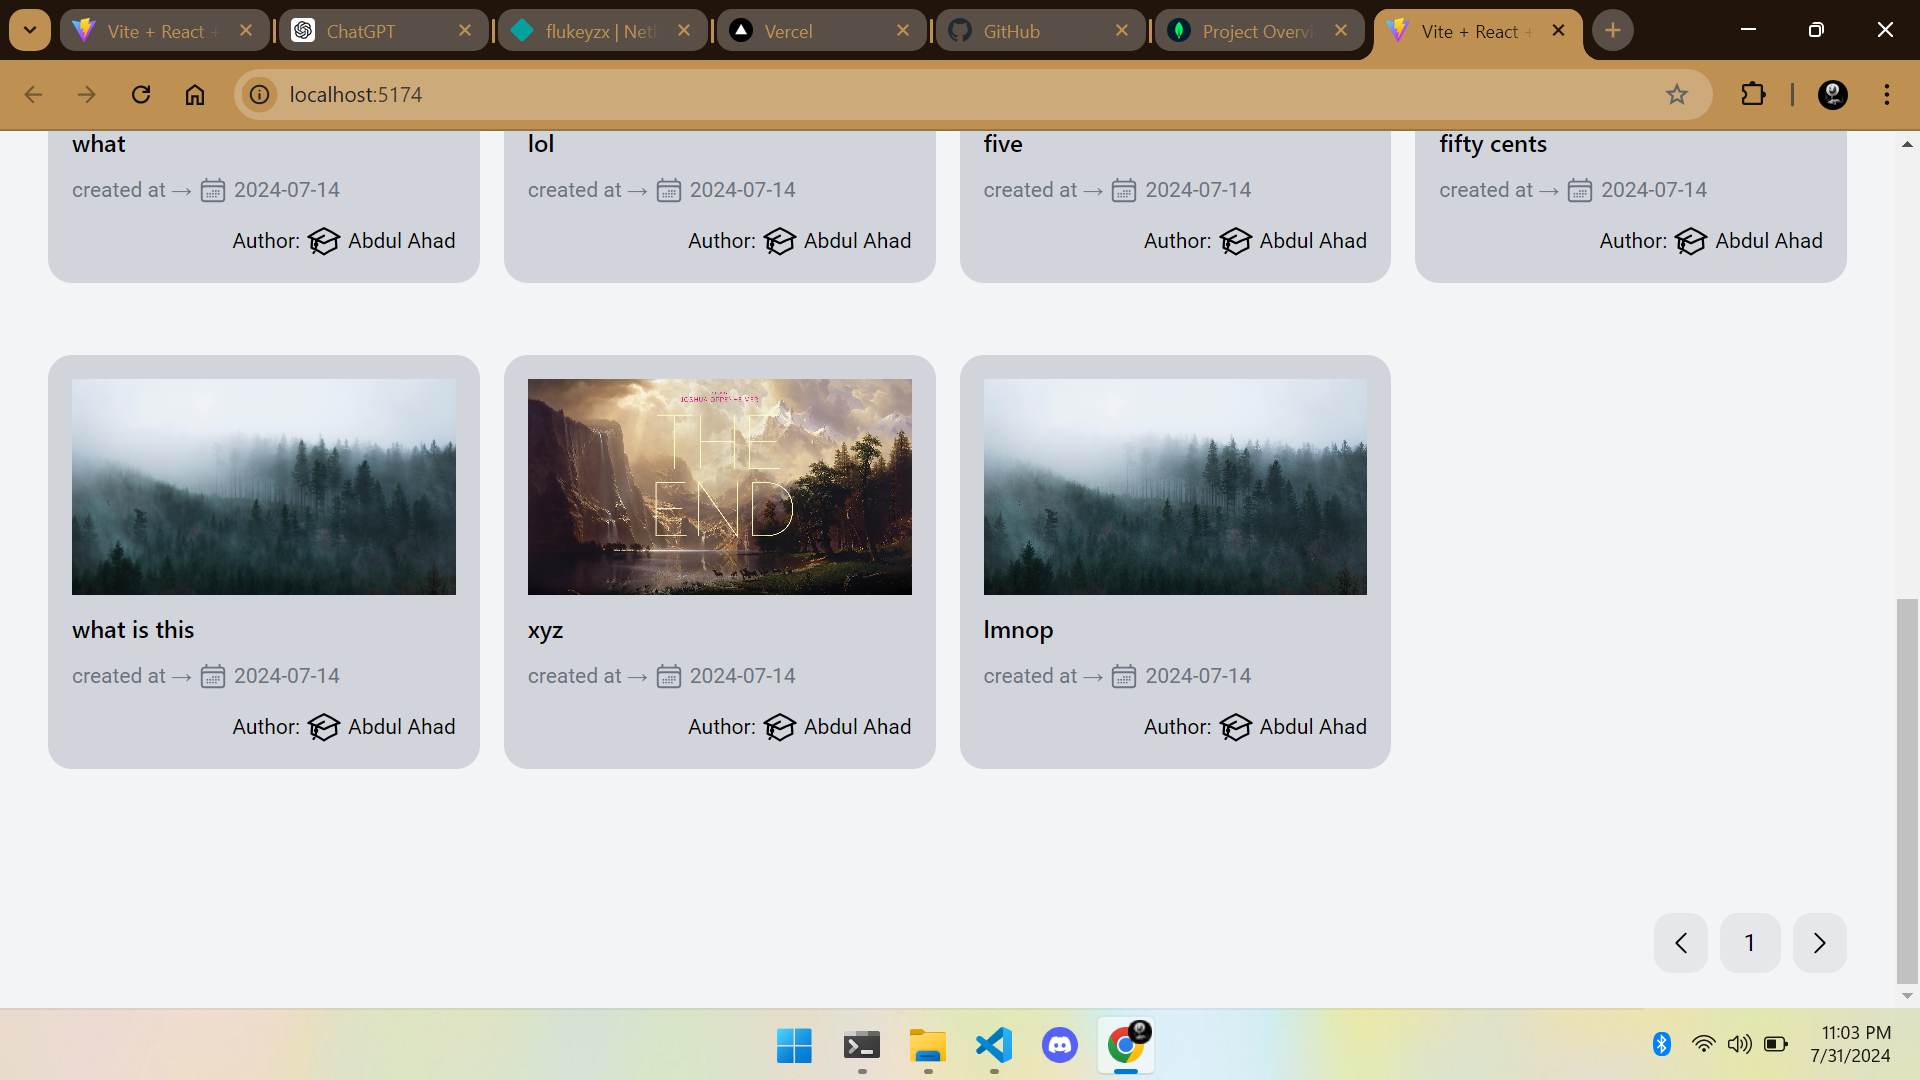 Vite + React +
ChatGPT
flukeyzx | Netl
Vercel
GitHub
Project Overvi
Vite + React +
localhost:5174
what
lol
five
fifty cents
created at → 2024-07-14
created at → 2024-07-14
created at → 2024-07-14
created at → 2024-07-14
Author: Abdul Ahad
Author: Abdul Ahad
Author: Abdul Ahad
Author: Abdul Ahad
JOSHUA OPPENHEIMER
THE
END
what is this
xyz
lmnop
created at → 2024-07-14
created at → 2024-07-14
created at → 2024-07-14
Author: Abdul Ahad
Author: Abdul Ahad
Author: Abdul Ahad
1
11:03 PM
7/31/2024